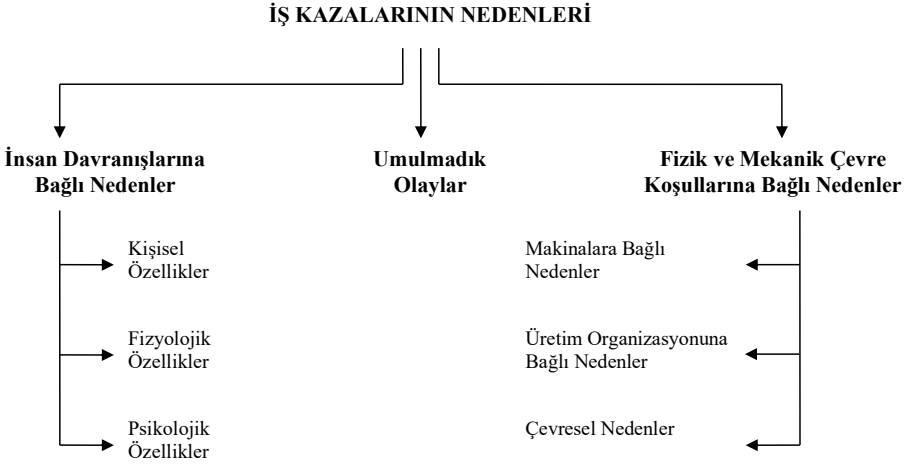 İŞ KAZALARININ NEDENLERİ
İnsan Davranışlarına
Bağlı Nedenler
Umulmadık
Olaylar
Fizik ve Mekanik Çevre
Koşullarına Bağlı Nedenler
Kişisel
Özellikler
Makinalara Bağlı
Nedenler
Fizyolojik
Özellikler
Üretim Organizasyonuna
Bağlı Nedenler
Psikolojik
Özellikler
Çevresel Nedenler